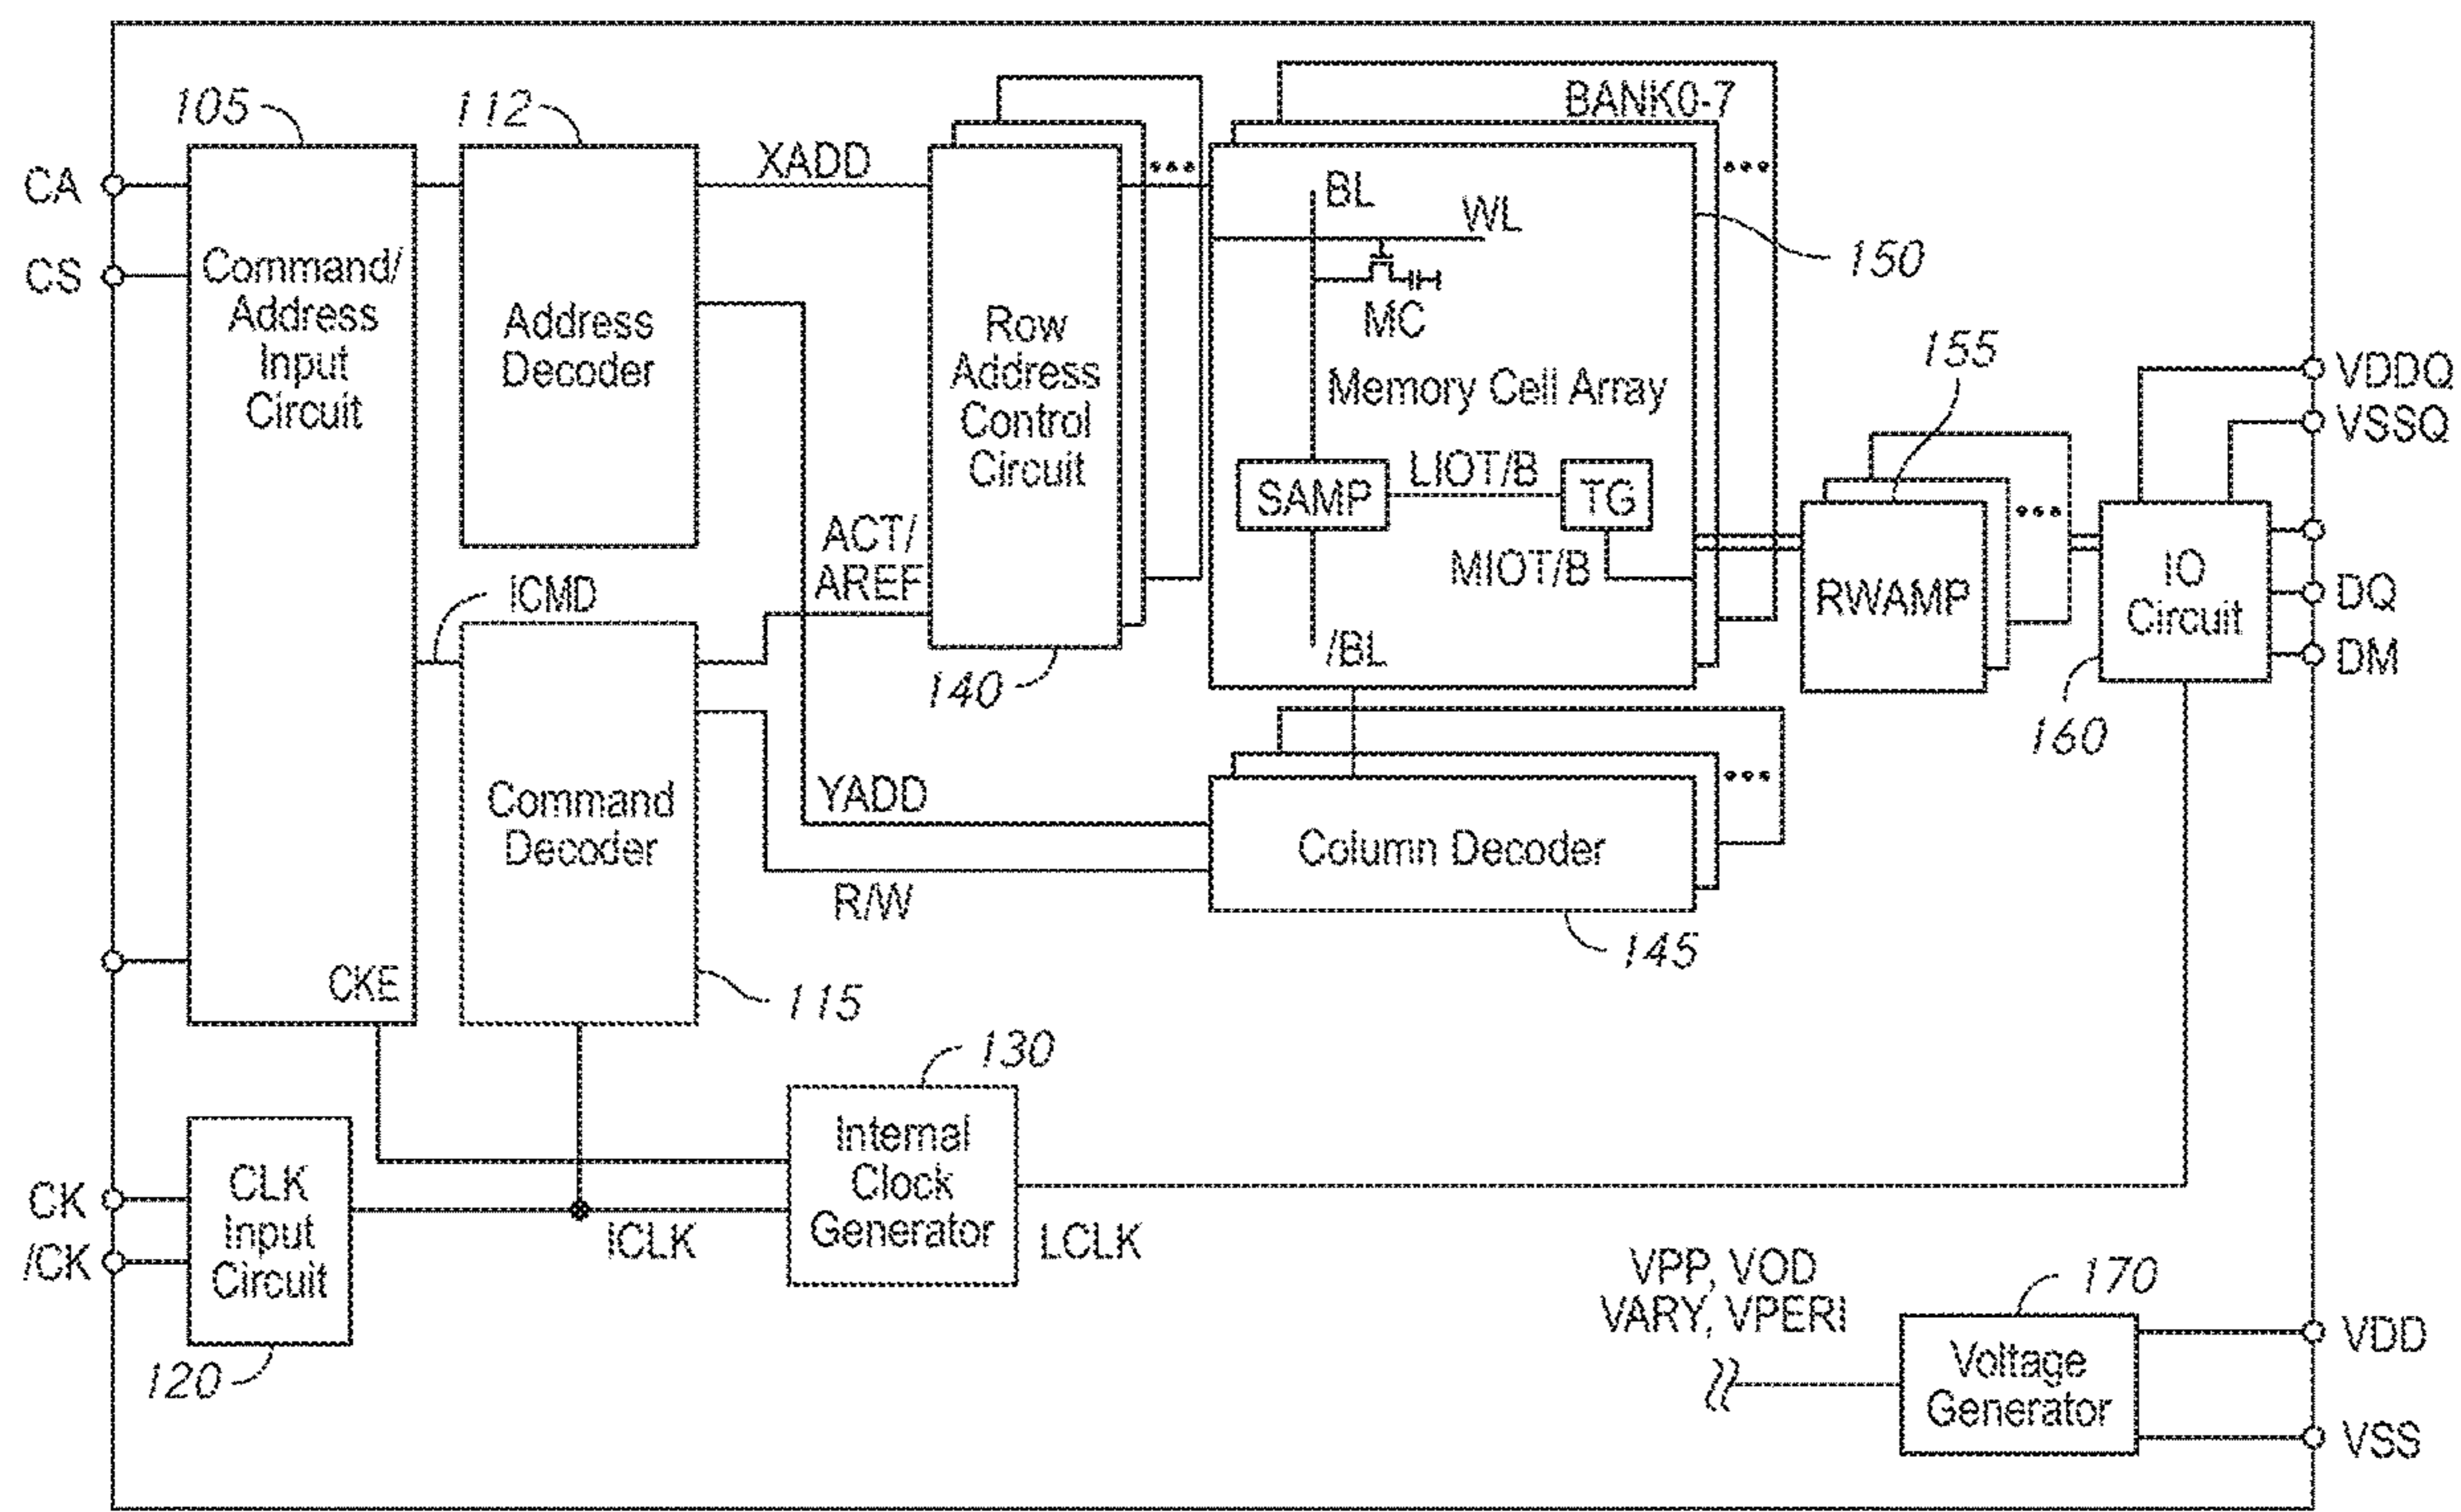 105
112
BANK0-7
CA
XADD
BL
WL
CS
Command/
Address
Input
Circuit
150
Address
Decoder
Row
Address
Control
Circuit
MC
155
VDDQ
Memory Cell Array
VSSQ
SAMP
LIOT/B
TG
ACT/
AREF
MIOT/B
ICMD
RWAMP
IO
Circuit
DQ
/BL
DM
140
160
Command
Decoder
YADD
Column Decoder
R/W
145
CKE
115
130
Internal
Clock
Generator
CK
/CK
CLK
Input
Circuit
ICLK
LCLK
VPP, VOD
VARY, VPERI
170
120
Voltage
Generator
VDD
VSS